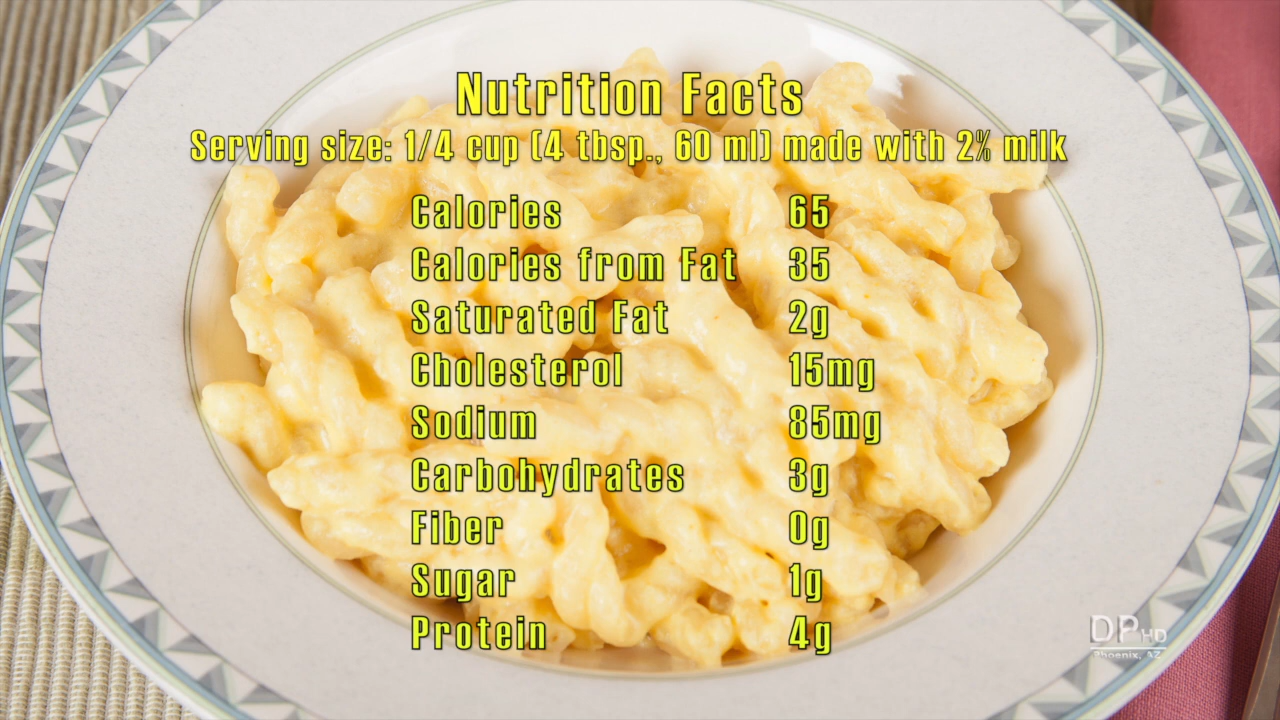 Nutrition Facts
Serving size: 1/4 cup (4 tbsp., 60 ml) made with 2% milk
Calories 65
Calories from Fat 35
Saturated Fat 2g
Cholesterol 15mg
Sodium 85mg
Carbohydrates 3g
Fiber 0g
Sugar 1g
Protein 4g
DP HD
Phoenix, AZ